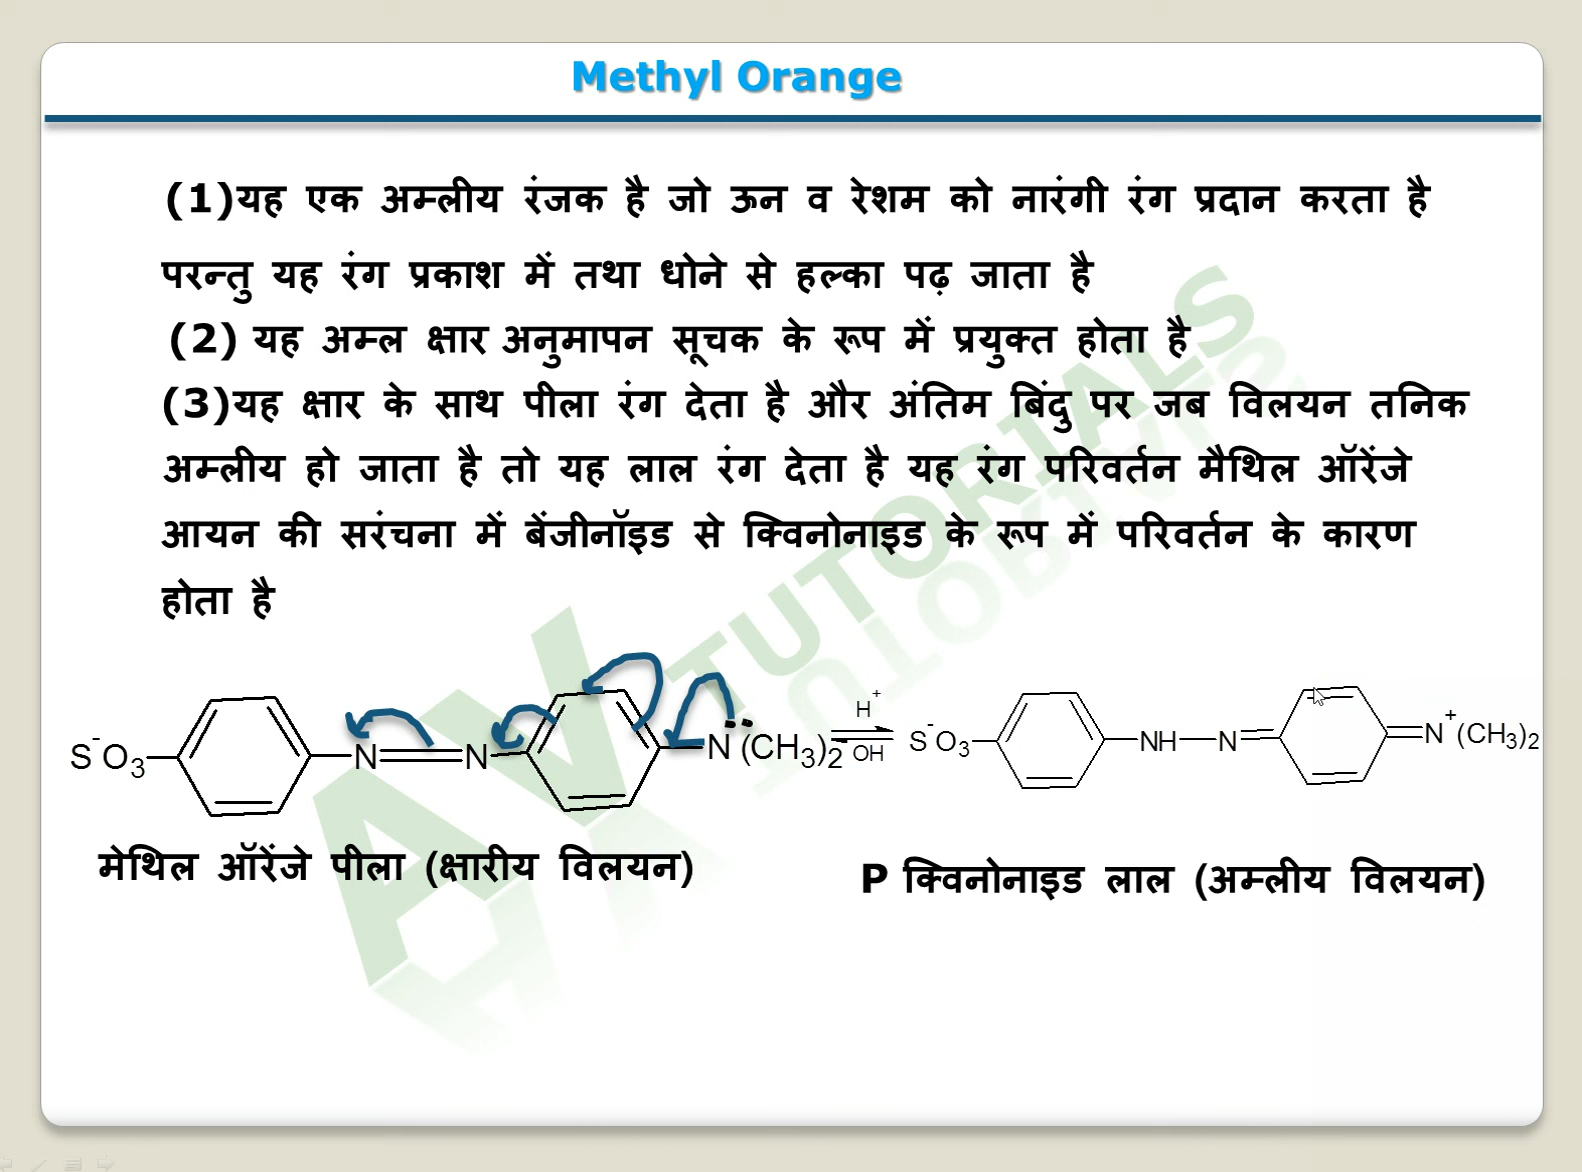 Methyl Orange
(1)यह एक अम्लीय रंजक है जो ऊन व रेशम को नारंगी रंग प्रदान करता है
परन्तु यह रंग प्रकाश में तथा धोने से हल्का पढ़ जाता है
(2) यह अम्ल क्षार अनुमापन सूचक के रूप में प्रयुक्त होता है
(3)यह क्षार के साथ पीला रंग देता है और अंतिम बिंदु पर जब विलयन तनिक
अम्लीय हो जाता है तो यह लाल रंग देता है यह रंग परिवर्तन मैथिल ऑरेंजे
आयन की सरंचना में बेंजीनॉइड से क्विनोनाइड के रूप में परिवर्तन के कारण
होता है
S⁻O₃ N N N (CH₃)₂ H⁺ OH⁻ S⁻O₃ NH N N⁺(CH₃)₂
मेथिल ऑरेंजे पीला (क्षारीय विलयन)
P क्विनोनाइड लाल (अम्लीय विलयन)
AV TUTORIALS